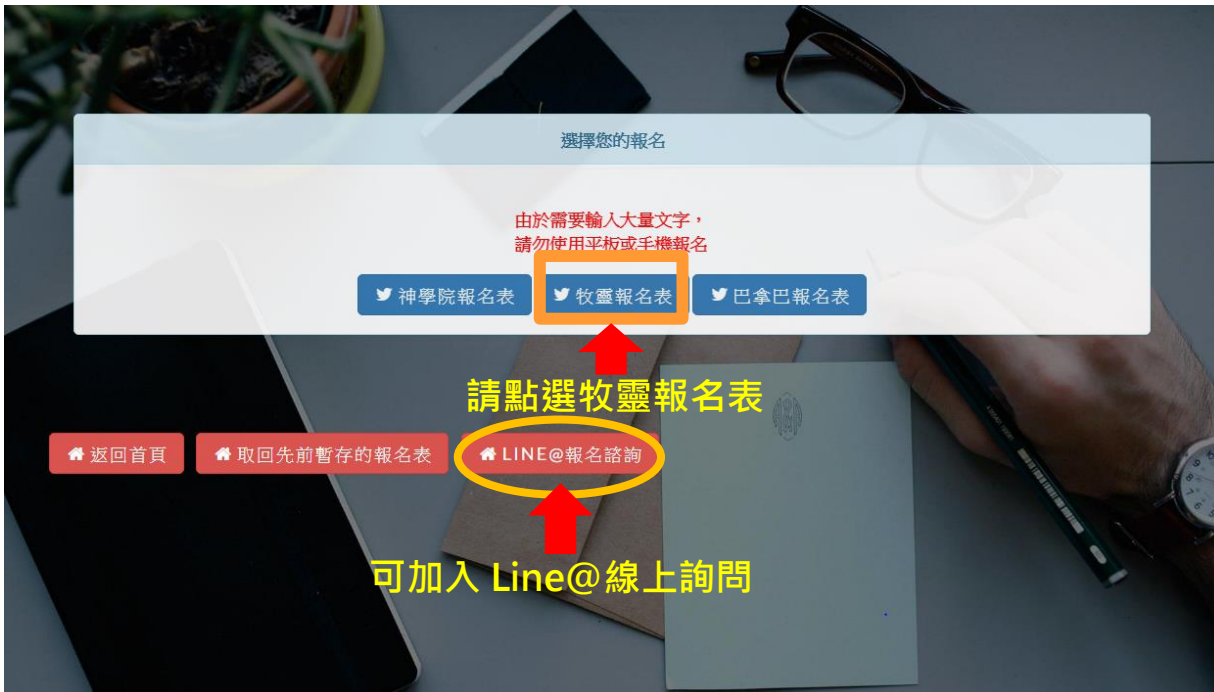 選擇您的報名
由於需要輸入大量文字，
請勿使用平板或手機報名
神學院報名表 牧靈報名表 巴拿巴報名表
請點選牧靈報名表
返回首頁 取回先前暫存的報名表 LINE@報名諮詢
可加入 Line@線上詢問